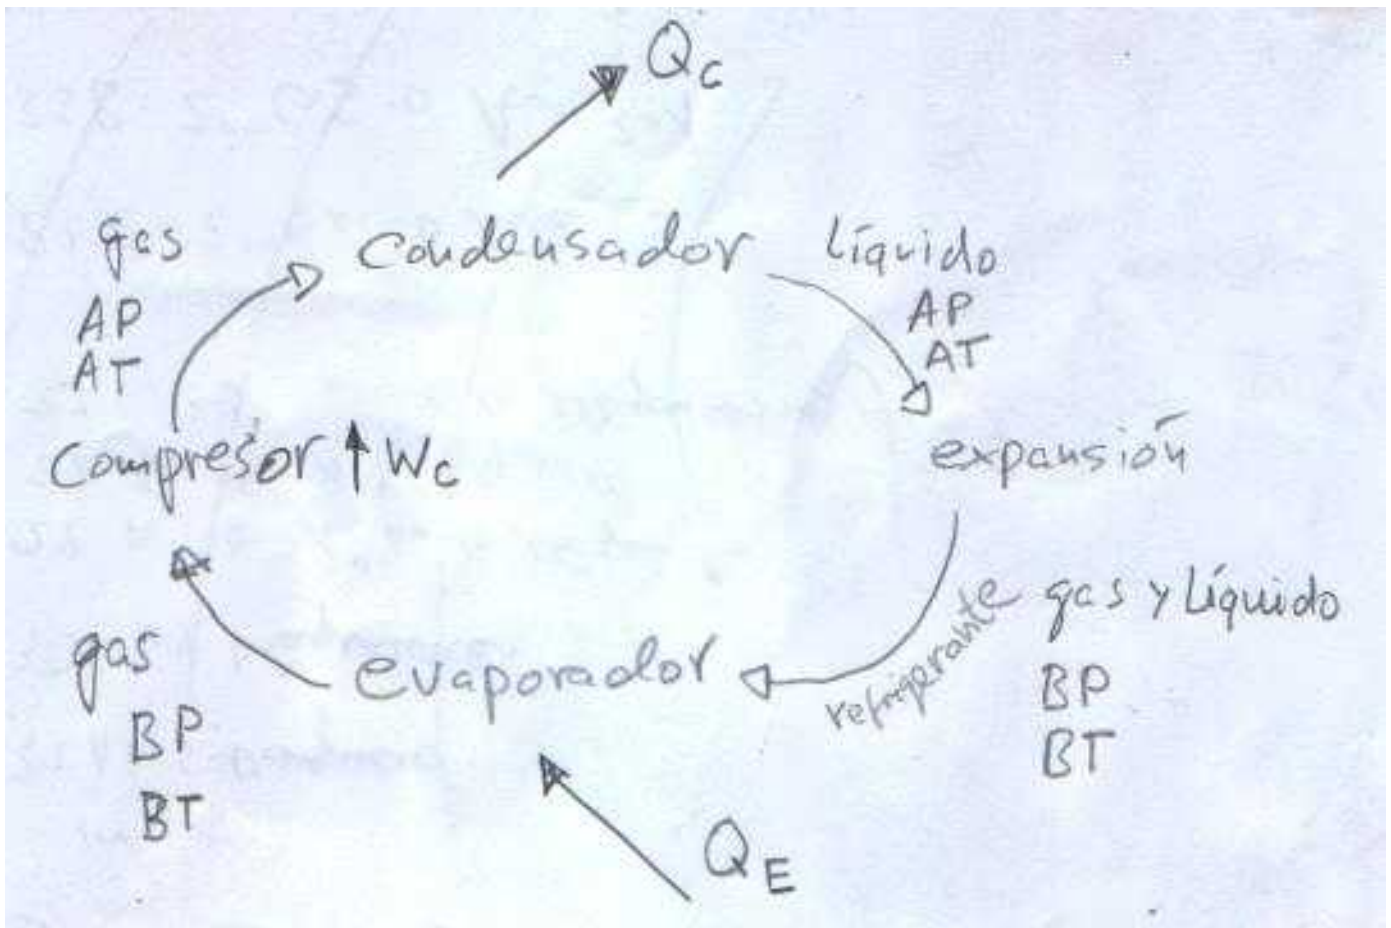 Qc
gas
AP
AT
Condensador
Líquido
AP
AT
Compresor
Wc
expansión
gas
BP
BT
evaporador
refrigerante
gas y Líquido
BP
BT
QE